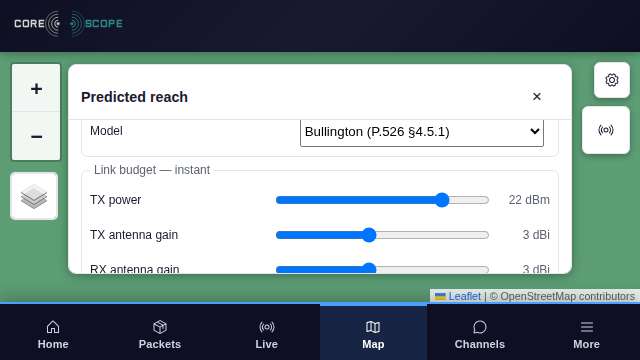 CORE SCOPE
+
Predicted reach ×
Model Bullington (P.526 §4.5.1)
−
Link budget — instant
TX power 22 dBm
TX antenna gain 3 dBi
RX antenna gain 3 dBi
Leaflet | © OpenStreetMap contributors
Home Packets Live Map Channels More